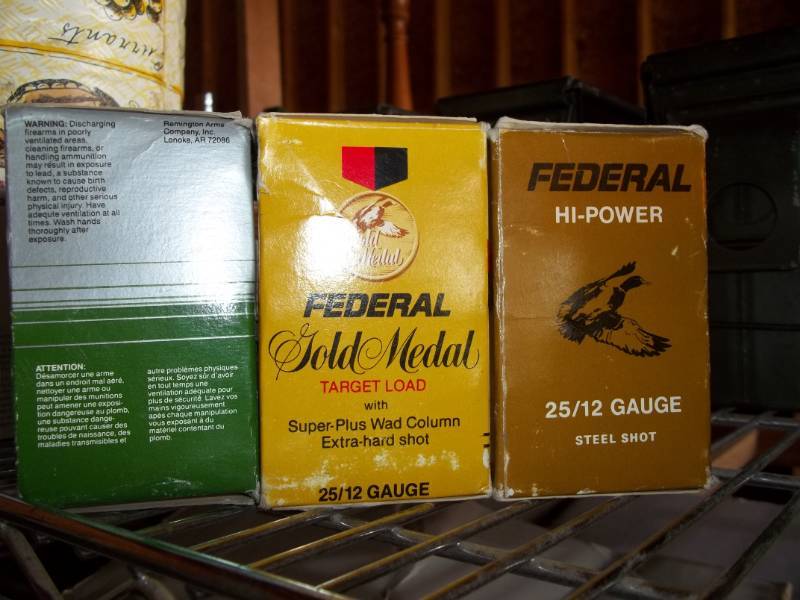 Currants
WARNING: Discharging
firearms in poorly
ventilated areas,
cleaning firearms, or
handling ammunition
may result in exposure
to lead, a substance
known to cause birth
defects, reproductive
harm, and other serious
physical injury. Have
adequate ventilation at all
times. Wash hands
thoroughly after
exposure.
Remington Arms
Company, Inc.
Lonoke, AR 72086
ATTENTION:
Désamorcer une arme
dans un endroit mal aéré,
nettoyer une arme ou
manipuler des munitions
peut amener une exposi-
tion dangereuse au plomb,
une substance dange-
reuse pouvant causer des
troubles de naissance, des
maladies transmisibles et
autre problèmes physiques
sérieux. Soyez sûr d'avoir
en tout temps une
ventilation adéquate pour
plus de sécurité. Lavez vos
mains vigoureusement
après chaque manipulation
vous exposant à du
matériel contentant du
plomb.
Gold
Medal
FEDERAL
Gold Medal
TARGET LOAD
with
Super-Plus Wad Column
Extra-hard shot
25/12 GAUGE
FEDERAL
HI-POWER
25/12 GAUGE
STEEL SHOT